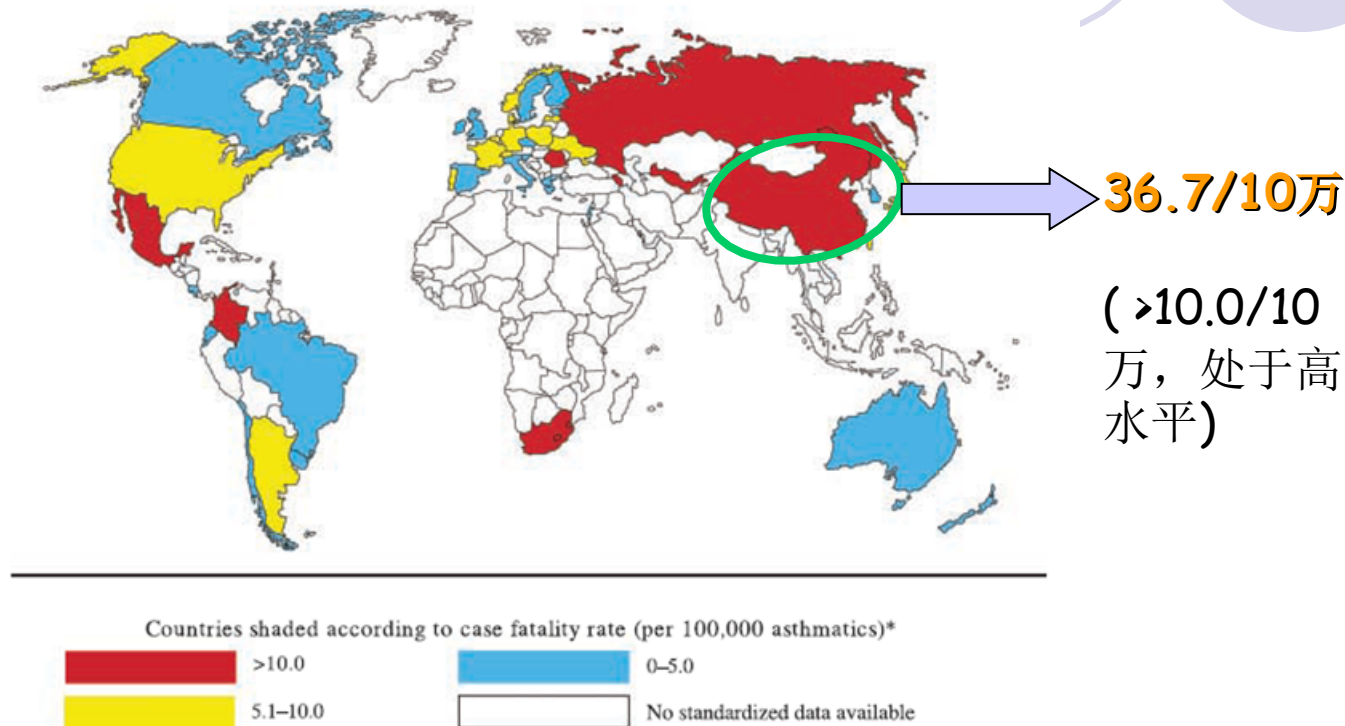 36.7/10万
( >10.0/10
万，处于高
水平)
Countries shaded according to case fatality rate (per 100,000 asthmatics)*
>10.0
0–5.0
5.1–10.0
No standardized data available